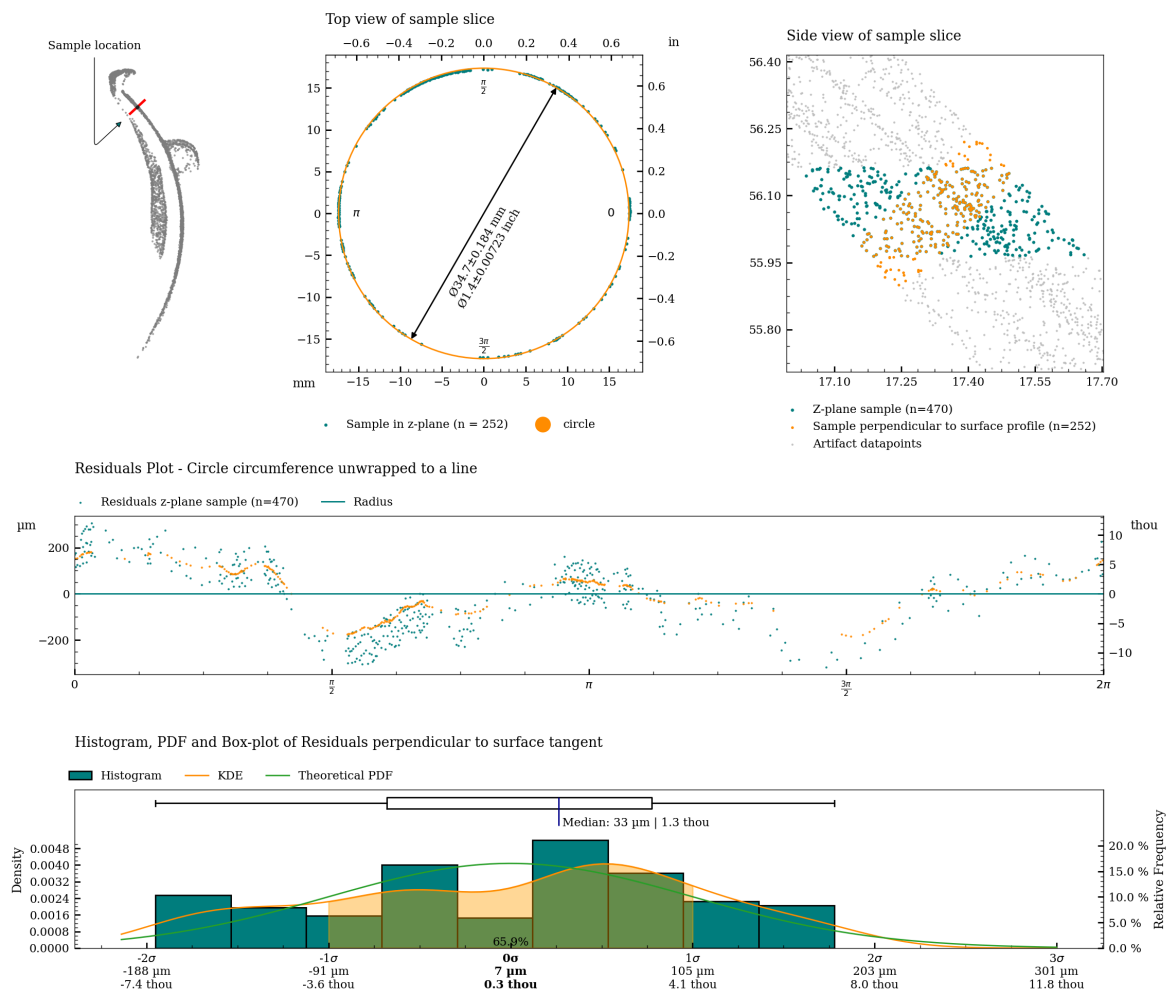 Sample location
Top view of sample slice
−0.6 −0.4 −0.2 0.0 0.2 0.4 0.6 in
15
10
5
0
−5
−10
−15
π/2
π
0
3π/2
Ø34.7±0.184 mm
Ø1.4±0.00723 inch
0.6
0.4
0.2
0.0
−0.2
−0.4
−0.6
mm −15 −10 −5 0 5 10 15
Sample in z-plane (n = 252) circle
Side view of sample slice
56.40
56.25
56.10
55.95
55.80
17.10 17.25 17.40 17.55 17.70
Z-plane sample (n=470)
Sample perpendicular to surface profile (n=252)
Artifact datapoints
Residuals Plot - Circle circumference unwrapped to a line
Residuals z-plane sample (n=470) Radius
µm thou
200
0
−200
10
5
0
−5
−10
0 π/2 π 3π/2 2π
Histogram, PDF and Box-plot of Residuals perpendicular to surface tangent
Histogram KDE Theoretical PDF
Median: 33 µm | 1.3 thou
Density
0.0048
0.0040
0.0032
0.0024
0.0016
0.0008
0.0000
Relative Frequency
20.0 %
15.0 %
10.0 %
5.0 %
0.0 %
65.9%
-2σ -1σ 0σ 1σ 2σ 3σ
-188 µm -91 µm 7 µm 105 µm 203 µm 301 µm
-7.4 thou -3.6 thou 0.3 thou 4.1 thou 8.0 thou 11.8 thou